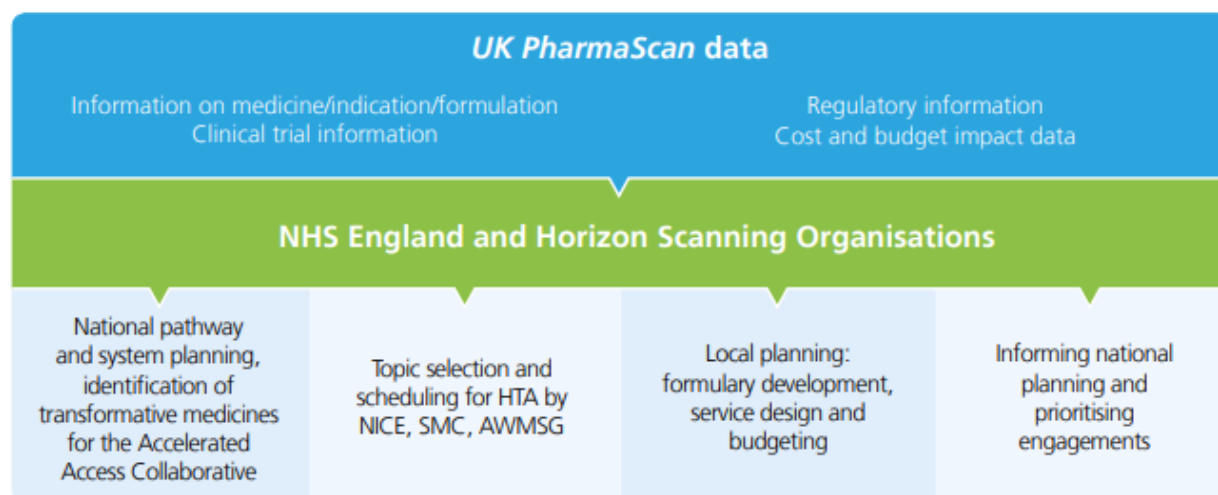 UK PharmaScan data
Information on medicine/indication/formulation
Clinical trial information
Regulatory information
Cost and budget impact data
NHS England and Horizon Scanning Organisations
National pathway
and system planning,
identification of
transformative medicines
for the Accelerated
Access Collaborative
Topic selection and
scheduling for HTA by
NICE, SMC, AWMSG
Local planning:
formulary development,
service design and
budgeting
Informing national
planning and
prioritising
engagements